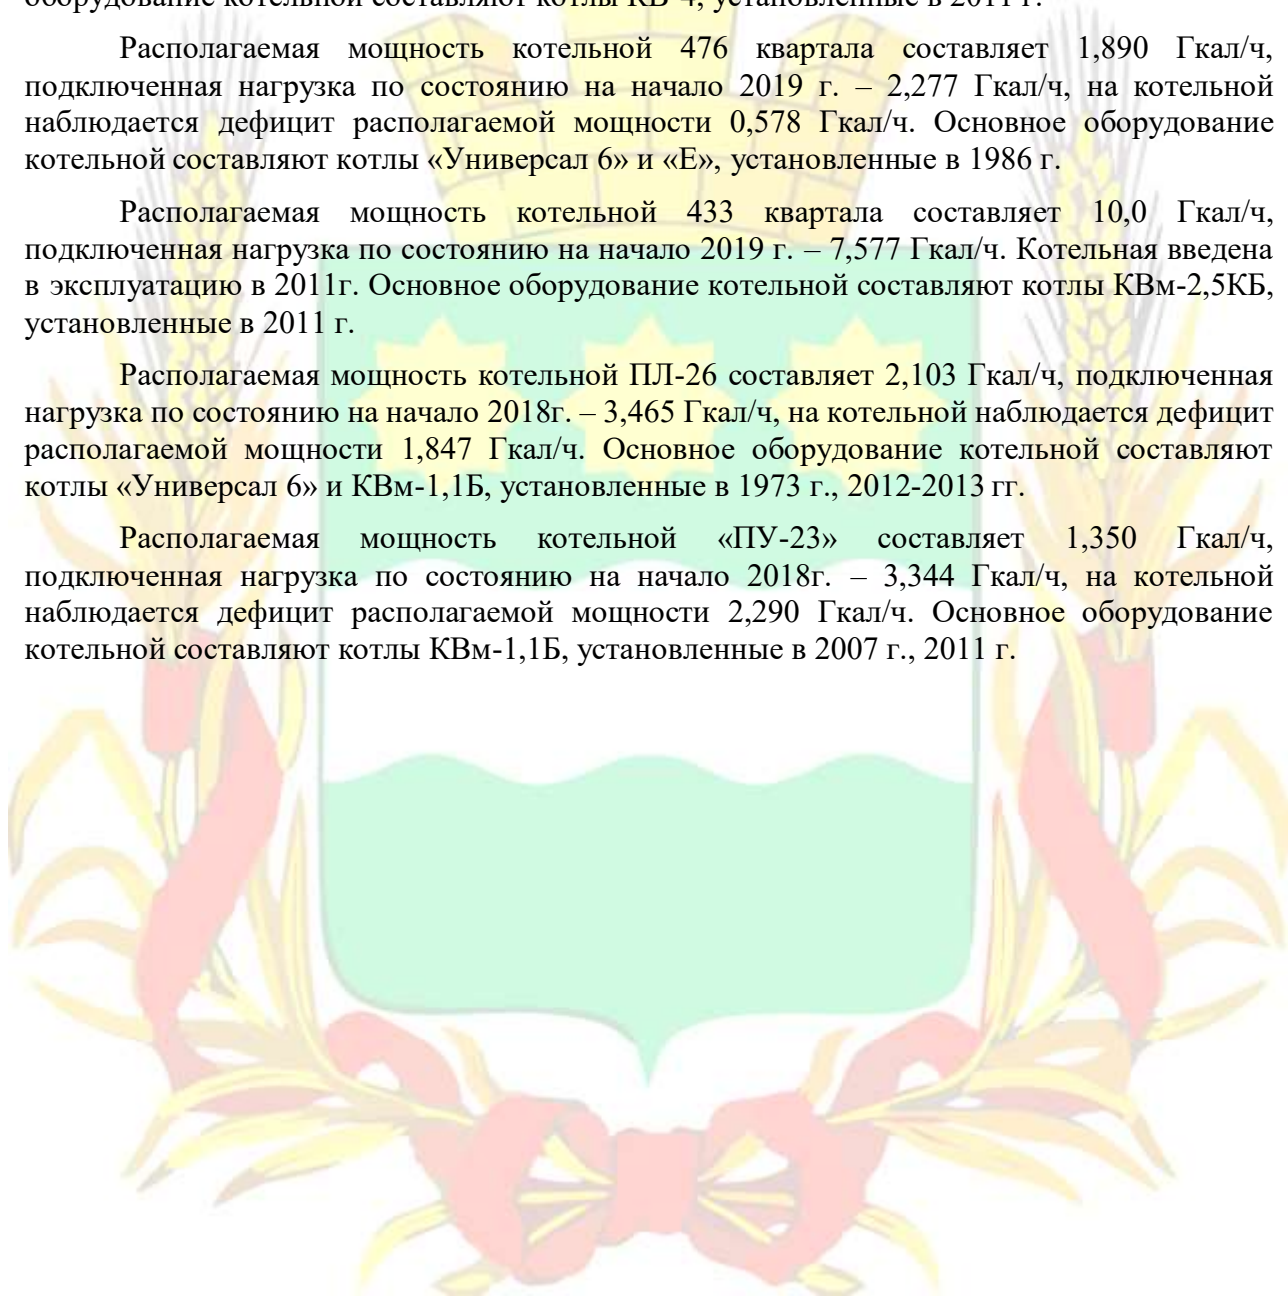 оборудование котельной составляют котлы КВ-4, установленные в 2011 г.
Располагаемая мощность котельной 476 квартала составляет 1,890 Гкал/ч,
подключенная нагрузка по состоянию на начало 2019 г. – 2,277 Гкал/ч, на котельной
наблюдается дефицит располагаемой мощности 0,578 Гкал/ч. Основное оборудование
котельной составляют котлы «Универсал 6» и «Е», установленные в 1986 г.
Располагаемая мощность котельной 433 квартала составляет 10,0 Гкал/ч,
подключенная нагрузка по состоянию на начало 2019 г. – 7,577 Гкал/ч. Котельная введена
в эксплуатацию в 2011г. Основное оборудование котельной составляют котлы КВм-2,5КБ,
установленные в 2011 г.
Располагаемая мощность котельной ПЛ-26 составляет 2,103 Гкал/ч, подключенная
нагрузка по состоянию на начало 2018г. – 3,465 Гкал/ч, на котельной наблюдается дефицит
располагаемой мощности 1,847 Гкал/ч. Основное оборудование котельной составляют
котлы «Универсал 6» и КВм-1,1Б, установленные в 1973 г., 2012-2013 гг.
Располагаемая мощность котельной «ПУ-23» составляет 1,350 Гкал/ч,
подключенная нагрузка по состоянию на начало 2018г. – 3,344 Гкал/ч, на котельной
наблюдается дефицит располагаемой мощности 2,290 Гкал/ч. Основное оборудование
котельной составляют котлы КВм-1,1Б, установленные в 2007 г., 2011 г.